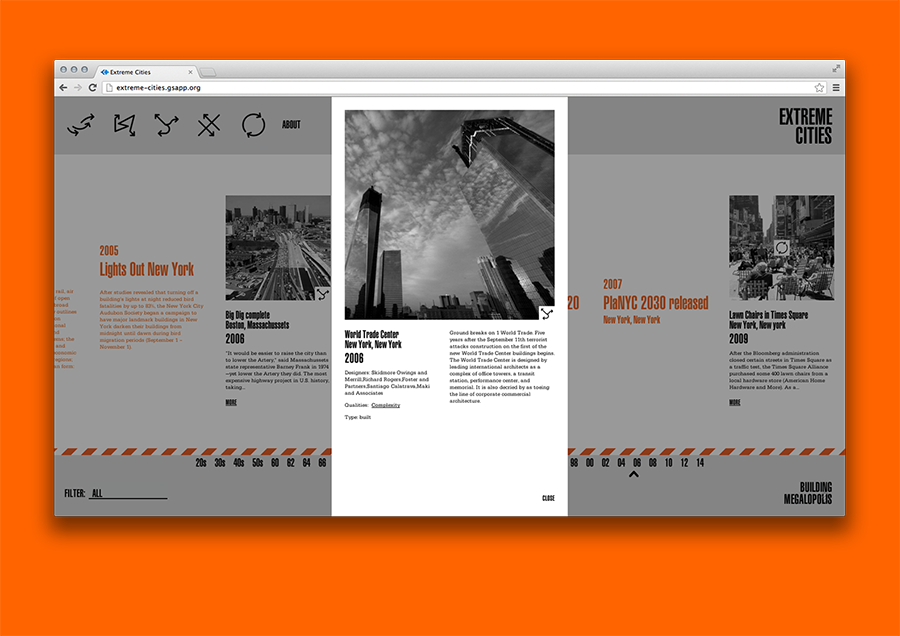 Extreme Cities
extreme-cities.gsapp.org
ABOUT
EXTREME
CITIES
rail, air
f open
outlines
2005
Lights Out New York
After studies revealed that turning off a
building's lights at night reduced bird
fatalities by up to 83%, the New York City
Audubon Society began a campaign to
have major landmark buildings in New
York darken their buildings from
midnight until dawn during bird
migration periods (September 1 –
November 1).
Big Dig complete
Boston, Massachussets
2006
"It would be easier to raise the city than
to lower the Artery," said Massachusetts
state representative Barney Frank in 1974
—yet lower the Artery they did. The most
expensive highway project in U.S. history,
taking...
MORE
World Trade Center
New York, New York
2006
Designers: Skidmore Owings and
Merrill,Richard Rogers,Foster and
Partners,Santiago Calatrava,Maki
and Associates
Qualities: Complexity
Type: built
Ground breaks on 1 World Trade. Five
years after the September 11th terrorist
attacks construction on the first of the
new World Trade Center buildings begins.
The World Trade Center is designed by
leading international architects as a
complex of office towers, a transit
station, performance center, and
memorial. It is also decried by as toeing
the line of corporate commercial
architecture.
CLOSE
20
2007
PlaNYC 2030 released
New York, New York
Lawn Chairs in Times Square
New York, New york
2009
After the Bloomberg administration
closed certain streets in Times Square as
a traffic test, the Times Square Alliance
purchased some 400 lawn chairs from a
local hardware store (American Home
Hardware and More). As a...
MORE
20s 30s 40s 50s 60 62 64 66
98 00 02 04 06 08 10 12 14
FILTER: ALL
BUILDING
MEGALOPOLIS